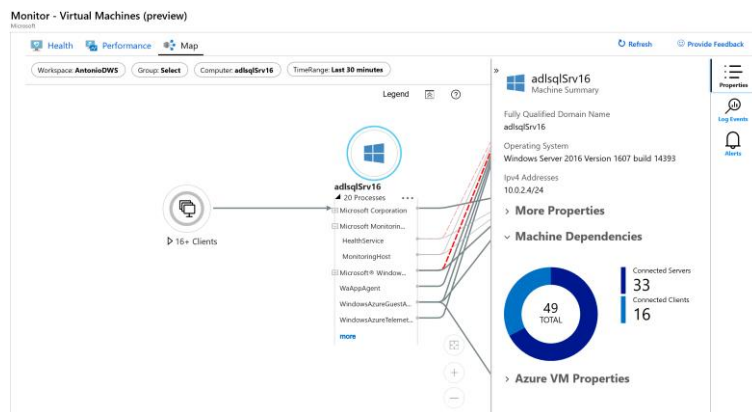 Monitor - Virtual Machines (preview)
Microsoft
Health Performance Map
Refresh Provide Feedback
Workspace: AntonioDWS Group: Select Computer: adlsqlSrv16 TimeRange: Last 30 minutes
Legend
adlsqlSrv16
20 Processes ...
Microsoft Corporation
Microsoft Monitorin...
HealthService
MonitoringHost
Microsoft® Window...
WaAppAgent
WindowsAzureGuestA...
WindowsAzureTelemet...
more
16+ Clients
»
adlsqlSrv16
Machine Summary
Fully Qualified Domain Name
adlsqlSrv16
Operating System
Windows Server 2016 Version 1607 build 14393
Ipv4 Addresses
10.0.2.4/24
More Properties
Machine Dependencies
49
TOTAL
Connected Servers
33
Connected Clients
16
Azure VM Properties
Properties
Log Events
Alerts